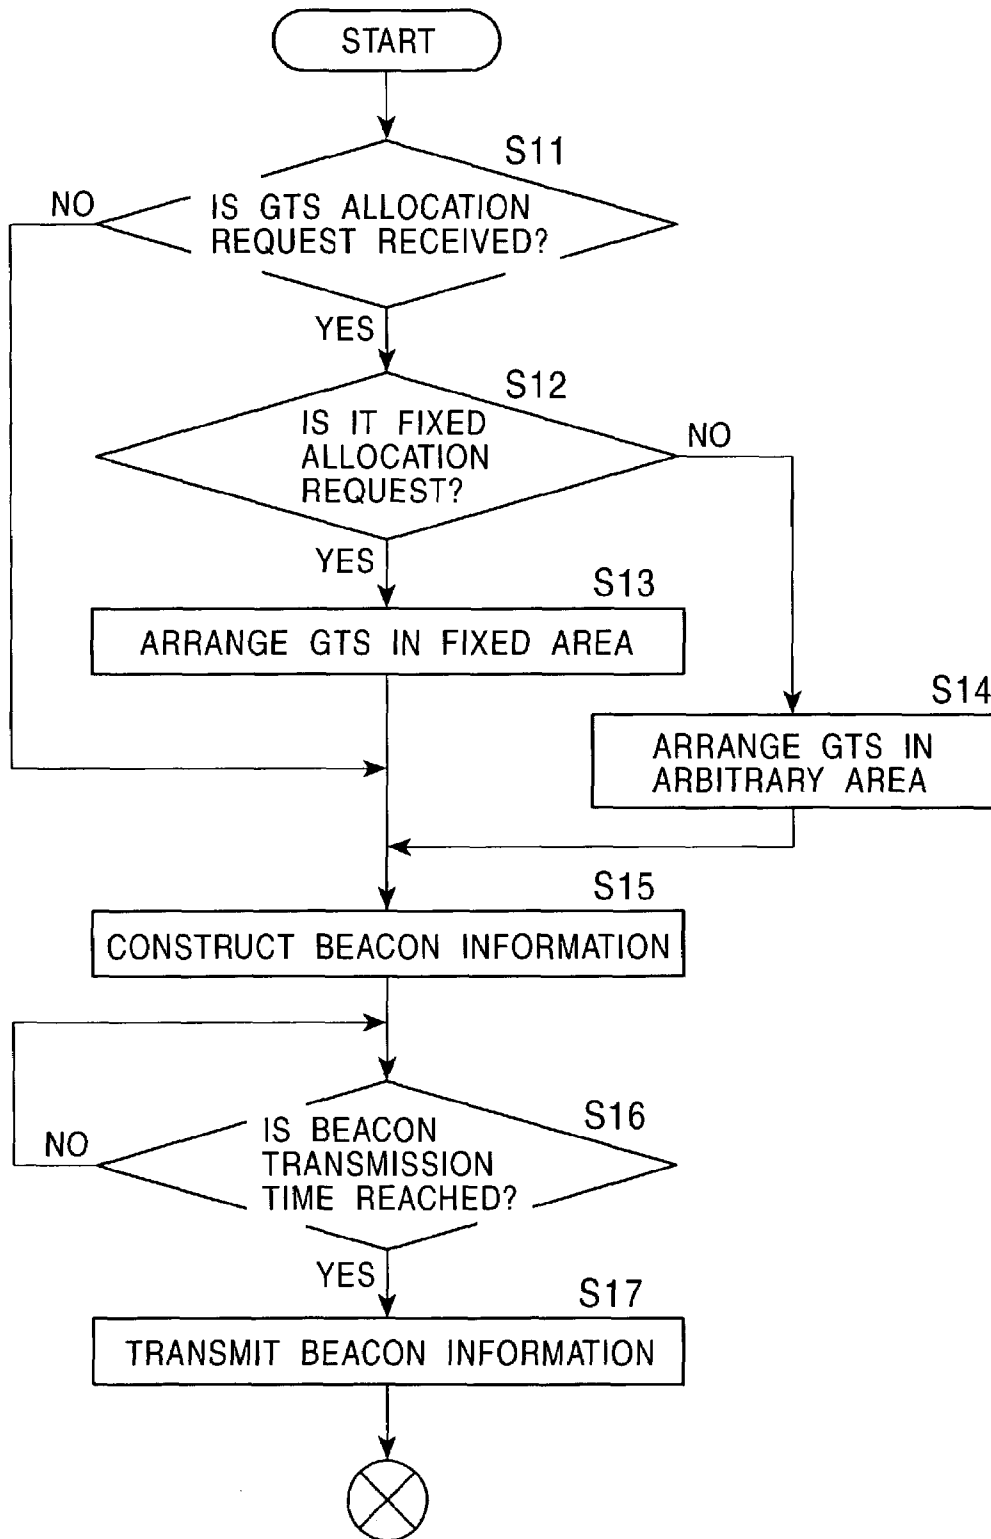 START
S11
NO
IS GTS ALLOCATION
REQUEST RECEIVED?
YES
S12
IS IT FIXED
ALLOCATION
REQUEST?
NO
YES
S13
ARRANGE GTS IN FIXED AREA
S14
ARRANGE GTS IN
ARBITRARY AREA
S15
CONSTRUCT BEACON INFORMATION
S16
IS BEACON
TRANSMISSION
TIME REACHED?
NO
YES
S17
TRANSMIT BEACON INFORMATION